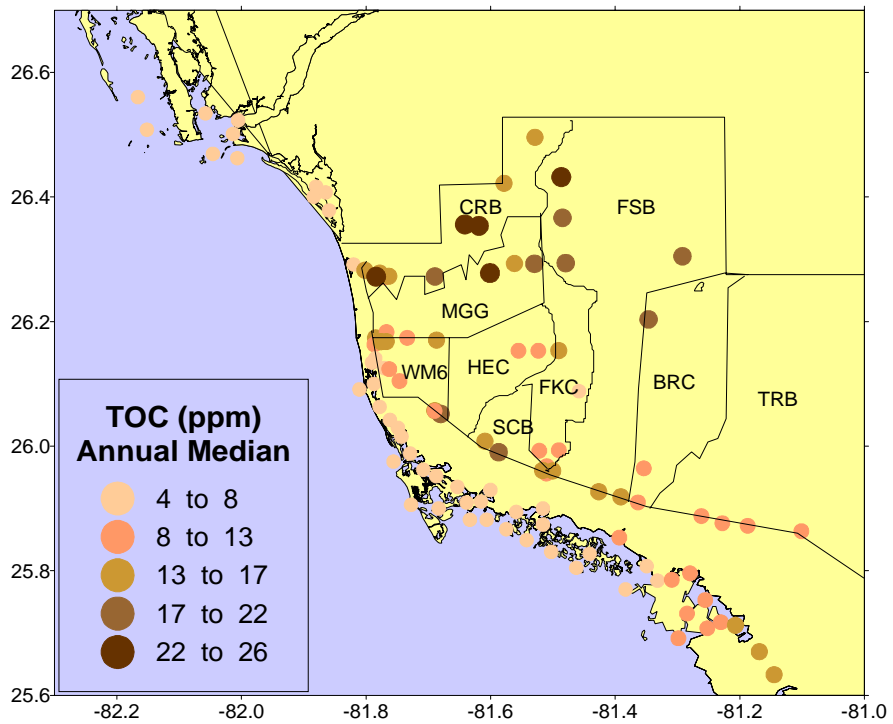 26.6
26.4
26.2
26.0
25.8
25.6
CRB
FSB
MGG
WM6
HEC
FKC
BRC
TRB
SCB
TOC (ppm)
Annual Median
4 to 8
8 to 13
13 to 17
17 to 22
22 to 26
-82.2
-82.0
-81.8
-81.6
-81.4
-81.2
-81.0